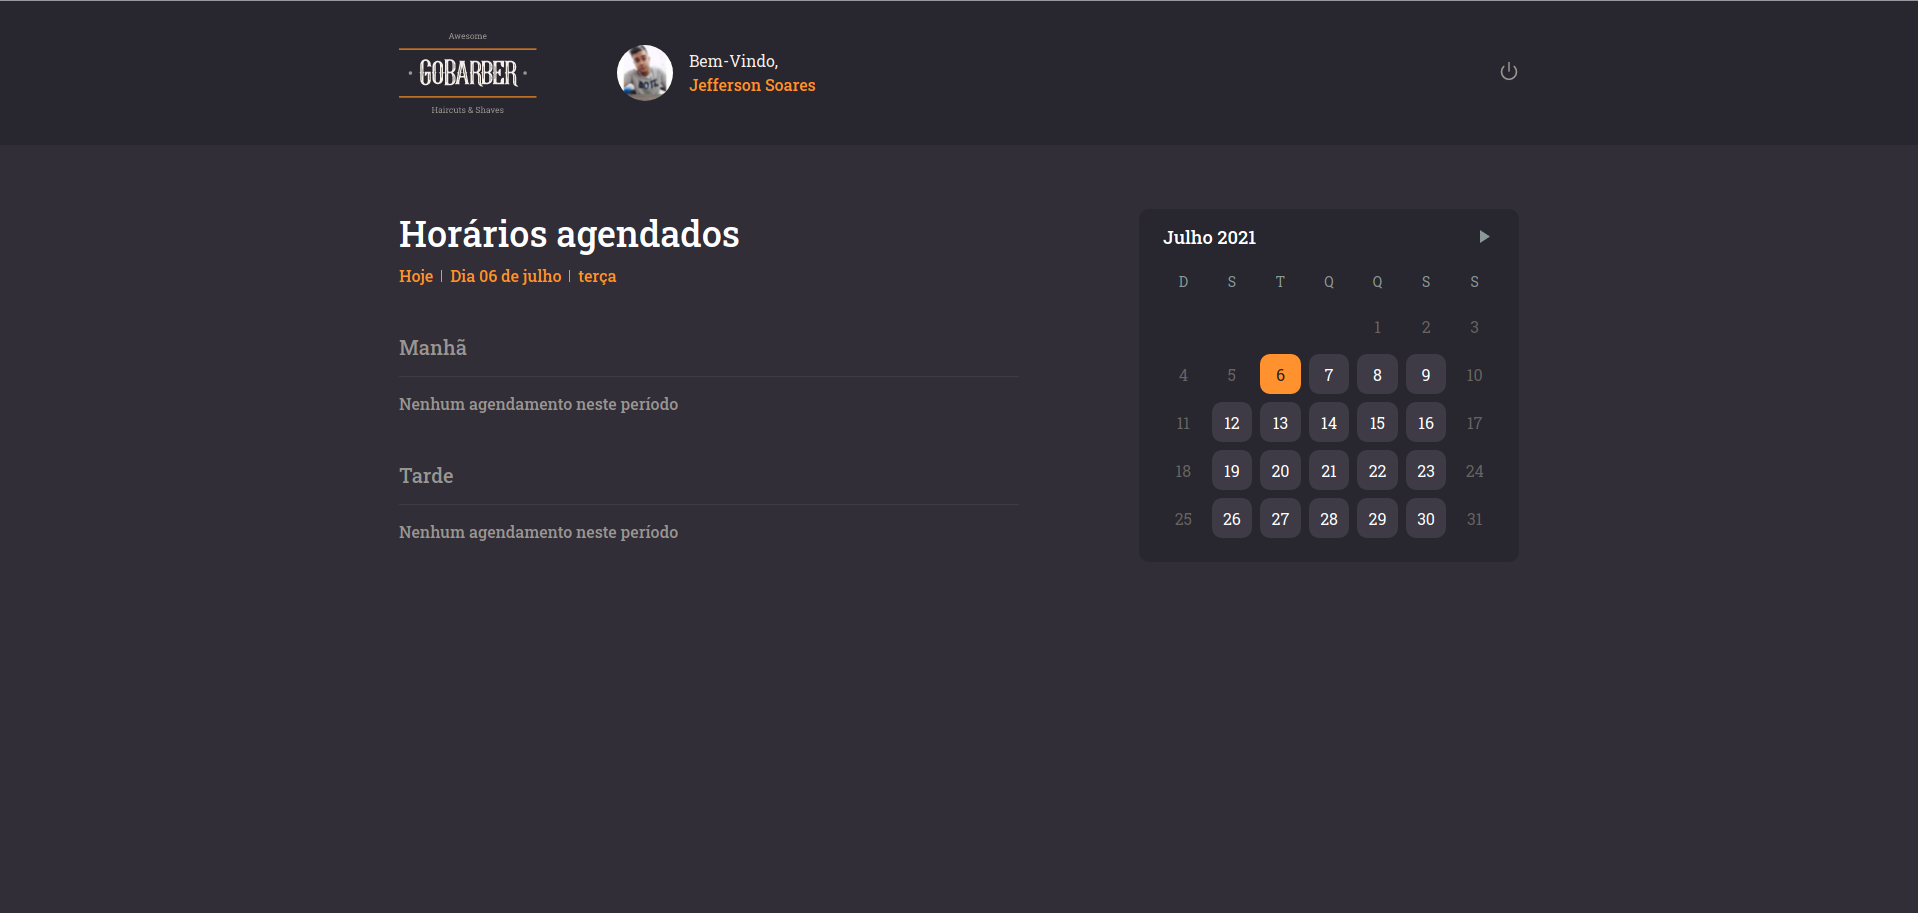 Awesome
GOBARBER
Haircuts & Shaves
Bem-Vindo,
Jefferson Soares
Horários agendados
Hoje | Dia 06 de julho | terça
Manhã
Nenhum agendamento neste período
Tarde
Nenhum agendamento neste período
Julho 2021
D S T Q Q S S
1 2 3
4 5 6 7 8 9 10
11 12 13 14 15 16 17
18 19 20 21 22 23 24
25 26 27 28 29 30 31